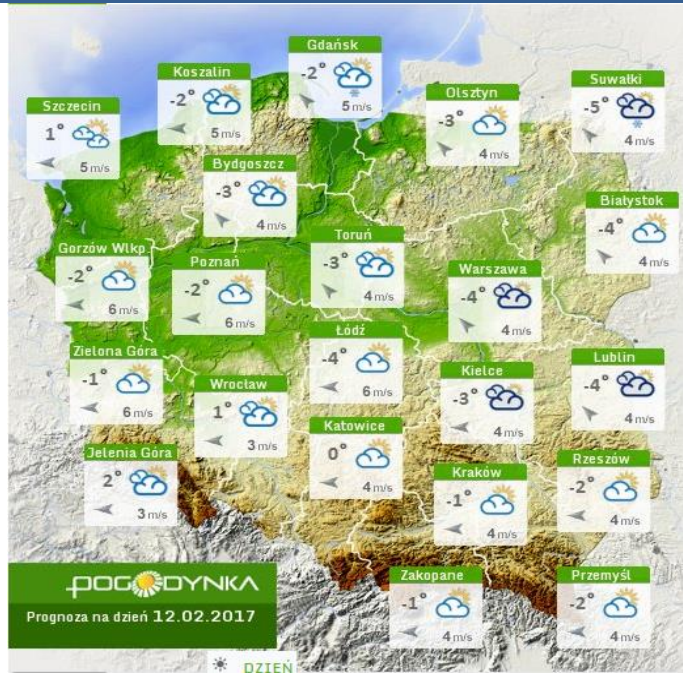 Gdańsk
-2°
5 m/s
Koszalin
-2°
5 m/s
Suwałki
-5°
4 m/s
Olsztyn
-3°
4 m/s
Szczecin
1°
5 m/s
Bydgoszcz
-3°
4 m/s
Białystok
-4°
4 m/s
Toruń
-3°
4 m/s
Gorzów Wlkp
-2°
6 m/s
Poznań
-2°
6 m/s
Warszawa
-4°
4 m/s
Łódź
-4°
6 m/s
Zielona Góra
-1°
6 m/s
Lublin
-4°
4 m/s
Kielce
-3°
4 m/s
Wrocław
1°
3 m/s
Katowice
0°
4 m/s
Jelenia Góra
2°
3 m/s
Rzeszów
-2°
4 m/s
Kraków
-1°
4 m/s
Zakopane
-1°
4 m/s
Przemyśl
-2°
4 m/s
POGODYNKA
Prognoza na dzień 12.02.2017
DZIEŃ